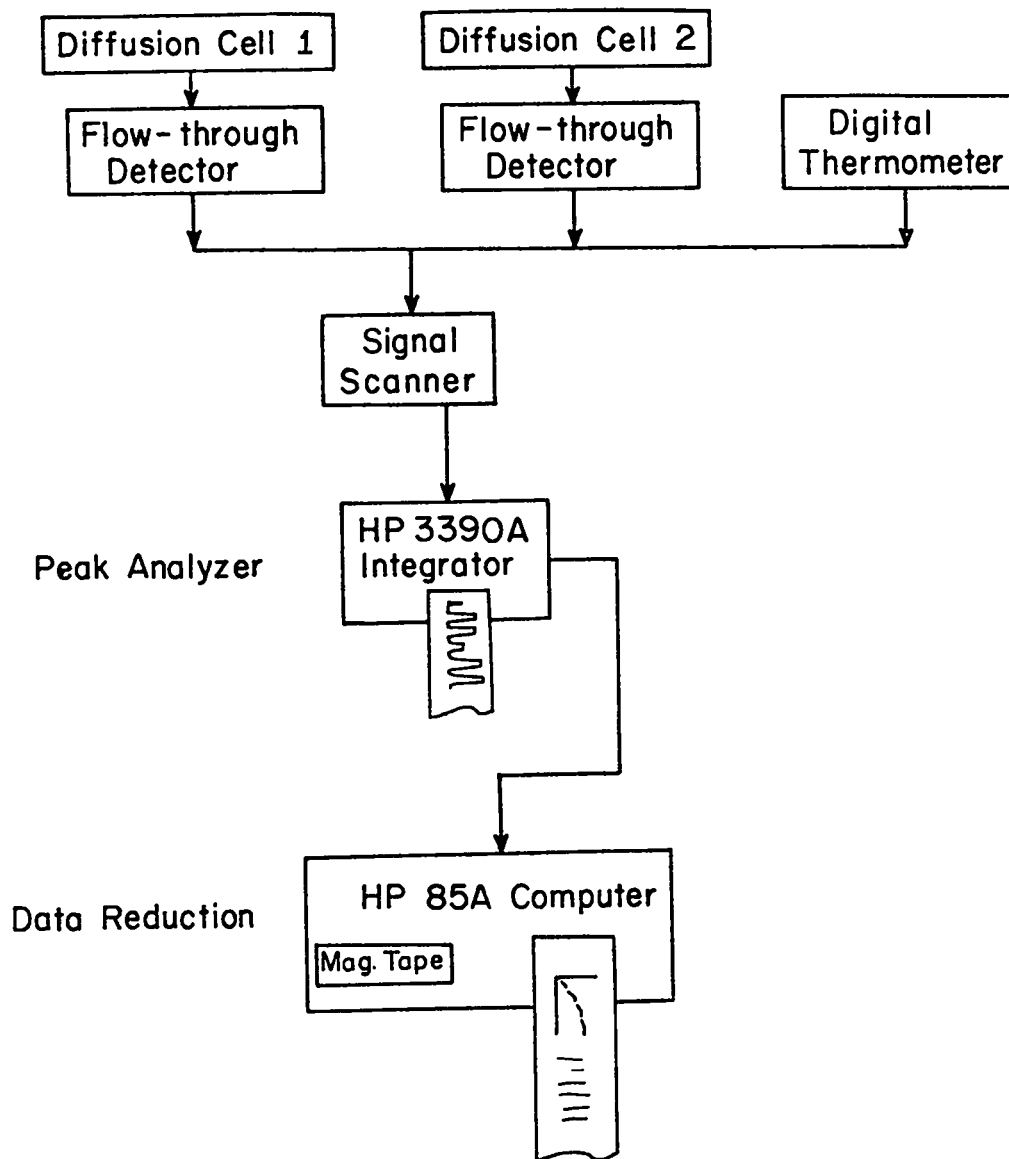 Diffusion Cell 1
Diffusion Cell 2
Flow-through
Detector
Flow-through
Detector
Digital
Thermometer
Signal
Scanner
Peak Analyzer
HP 3390A
Integrator
Data Reduction
HP 85A Computer
Mag. Tape